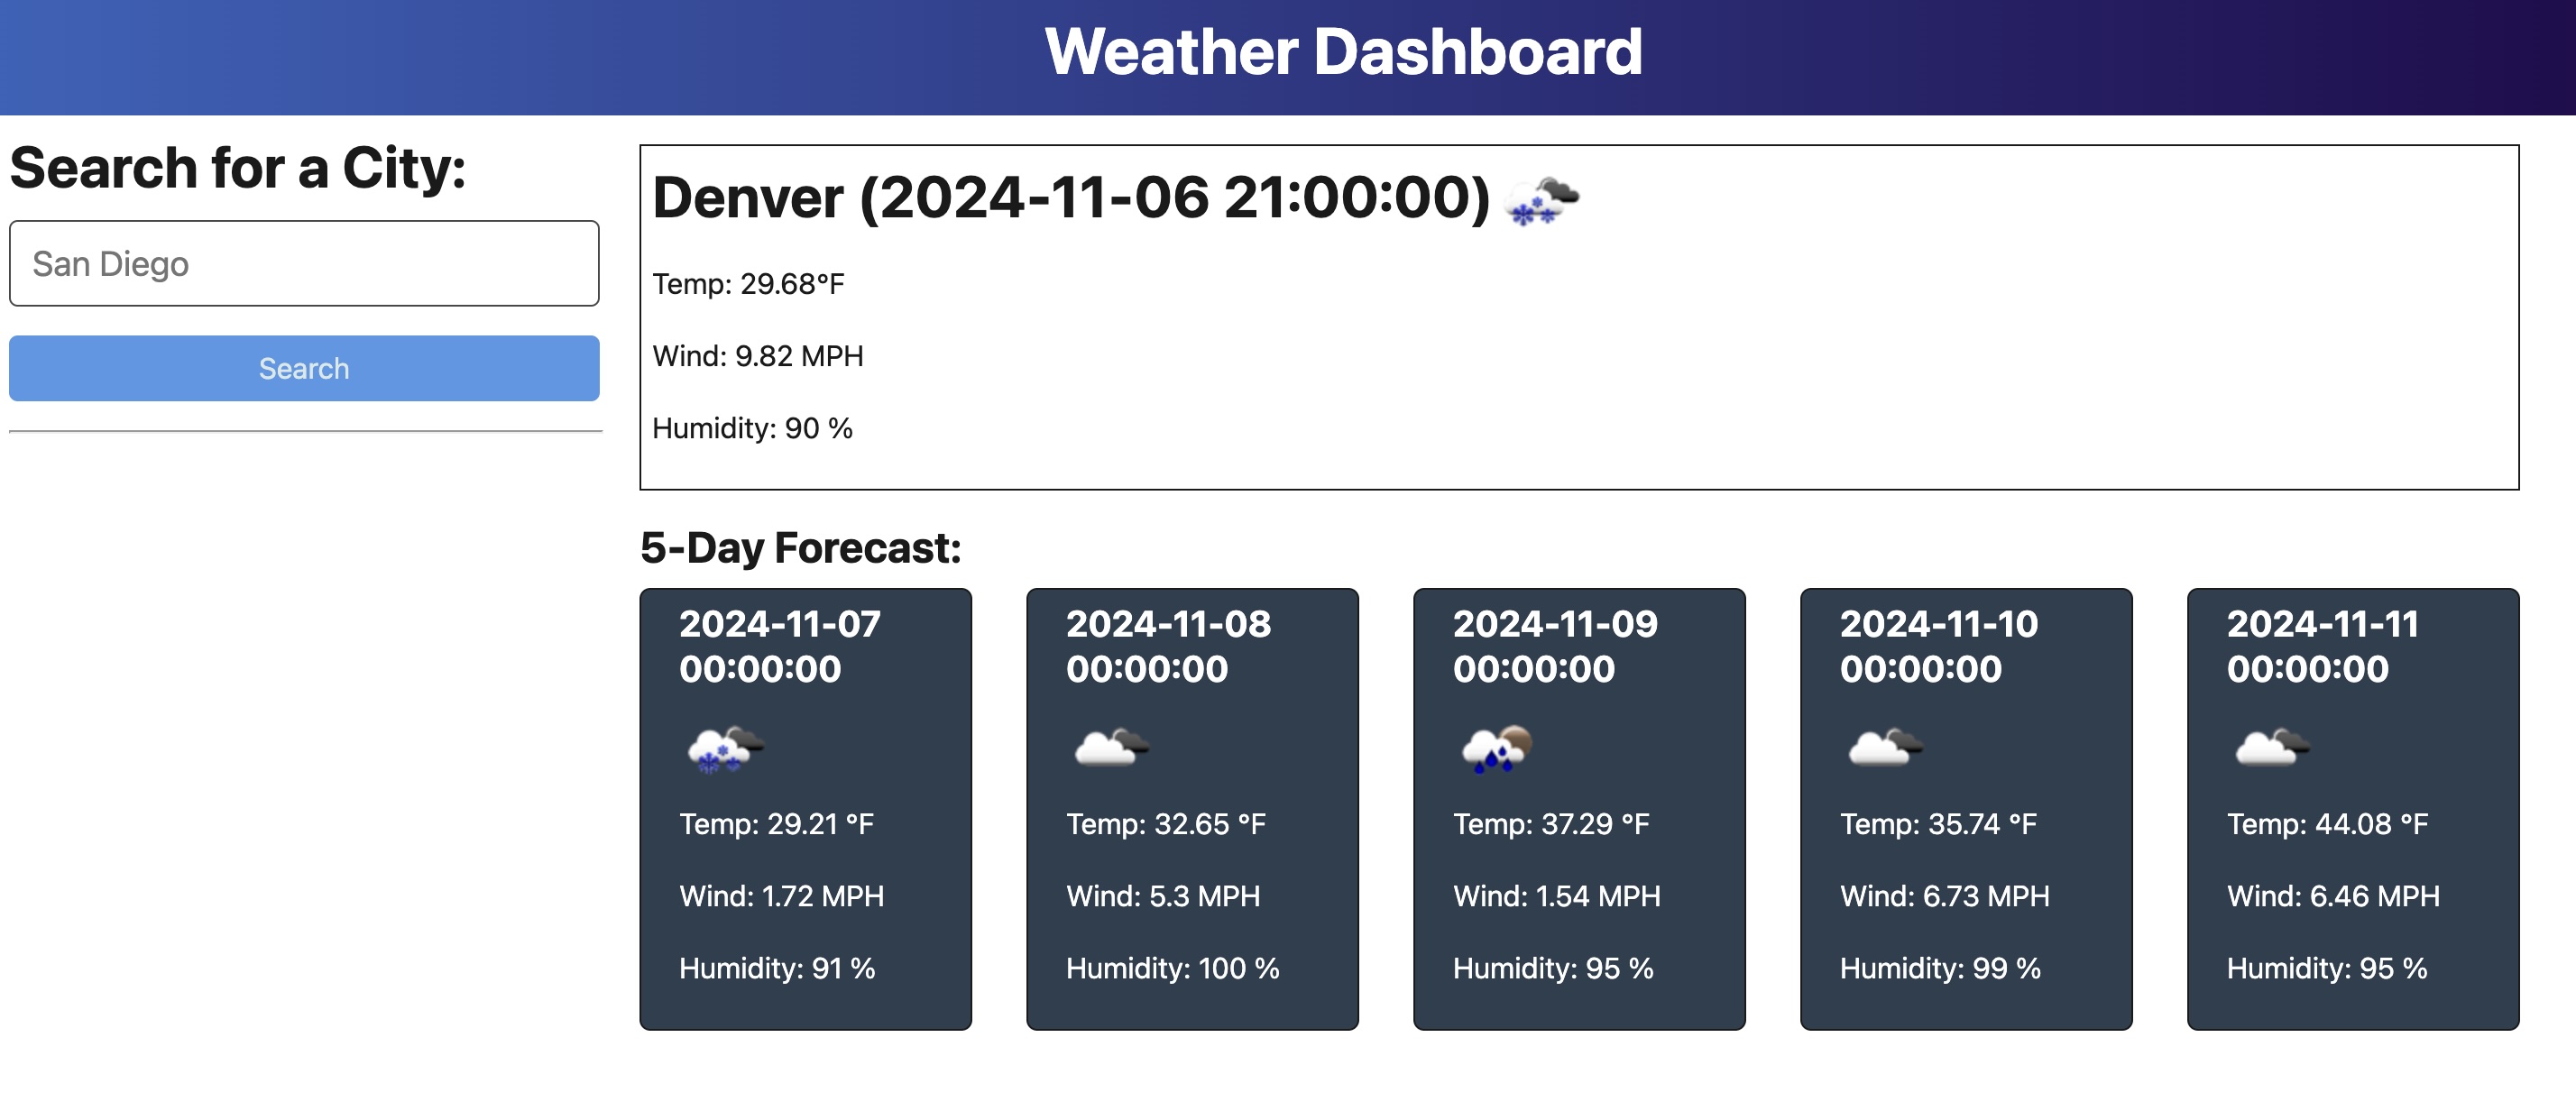 Weather Dashboard
Search for a City:
San Diego
Search
Denver (2024-11-06 21:00:00)
Temp: 29.68°F
Wind: 9.82 MPH
Humidity: 90 %
5-Day Forecast:
2024-11-07
00:00:00
Temp: 29.21 °F
Wind: 1.72 MPH
Humidity: 91 %
2024-11-08
00:00:00
Temp: 32.65 °F
Wind: 5.3 MPH
Humidity: 100 %
2024-11-09
00:00:00
Temp: 37.29 °F
Wind: 1.54 MPH
Humidity: 95 %
2024-11-10
00:00:00
Temp: 35.74 °F
Wind: 6.73 MPH
Humidity: 99 %
2024-11-11
00:00:00
Temp: 44.08 °F
Wind: 6.46 MPH
Humidity: 95 %